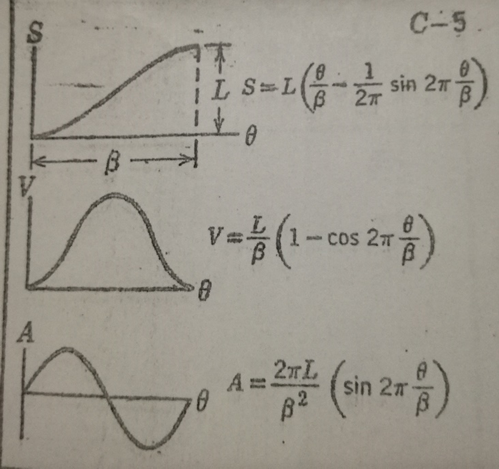 C-5
S
L
S = L(θ/β - 1/2π sin 2π θ/β)
θ
β
V
V = L/β (1 - cos 2π θ/β)
θ
A
A = 2πL/β² (sin 2π θ/β)
θ